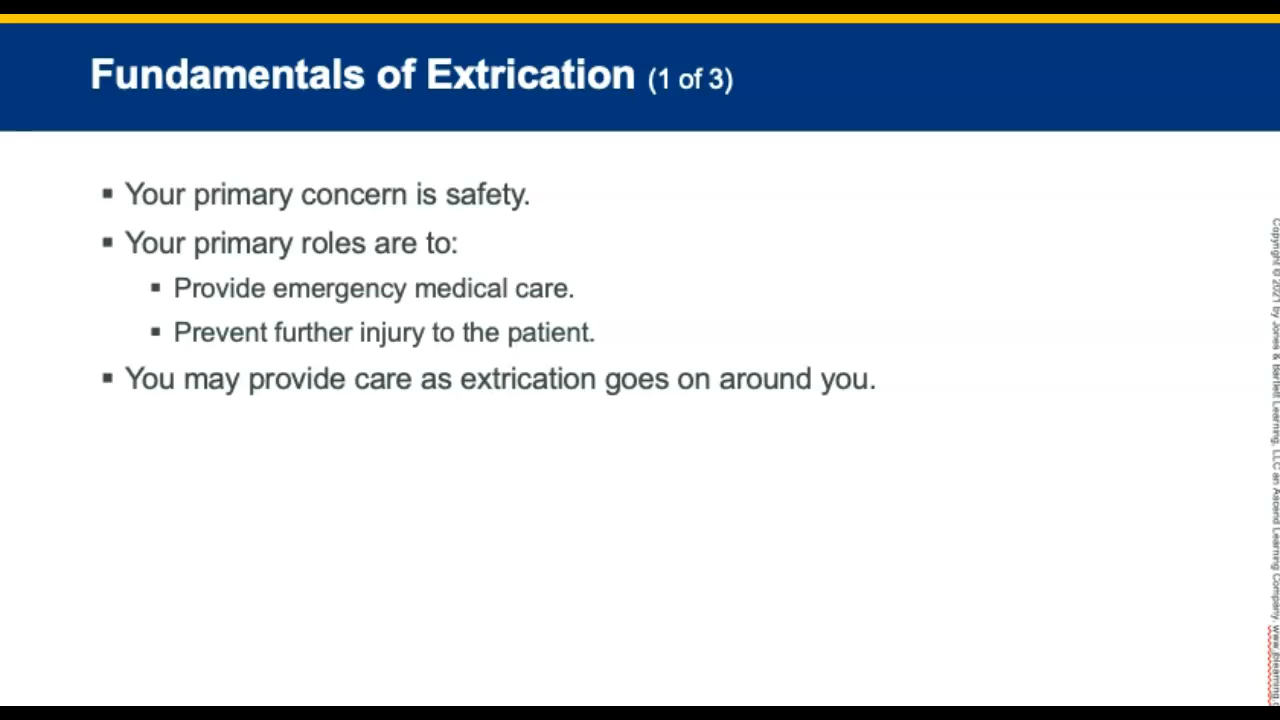 Fundamentals of Extrication (1 of 3)
▪ Your primary concern is safety.
▪ Your primary roles are to:
▪ Provide emergency medical care.
▪ Prevent further injury to the patient.
▪ You may provide care as extrication goes on around you.
Copyright © 2021 by Jones & Bartlett Learning, LLC an Ascend Learning Company. www.jblearning.c